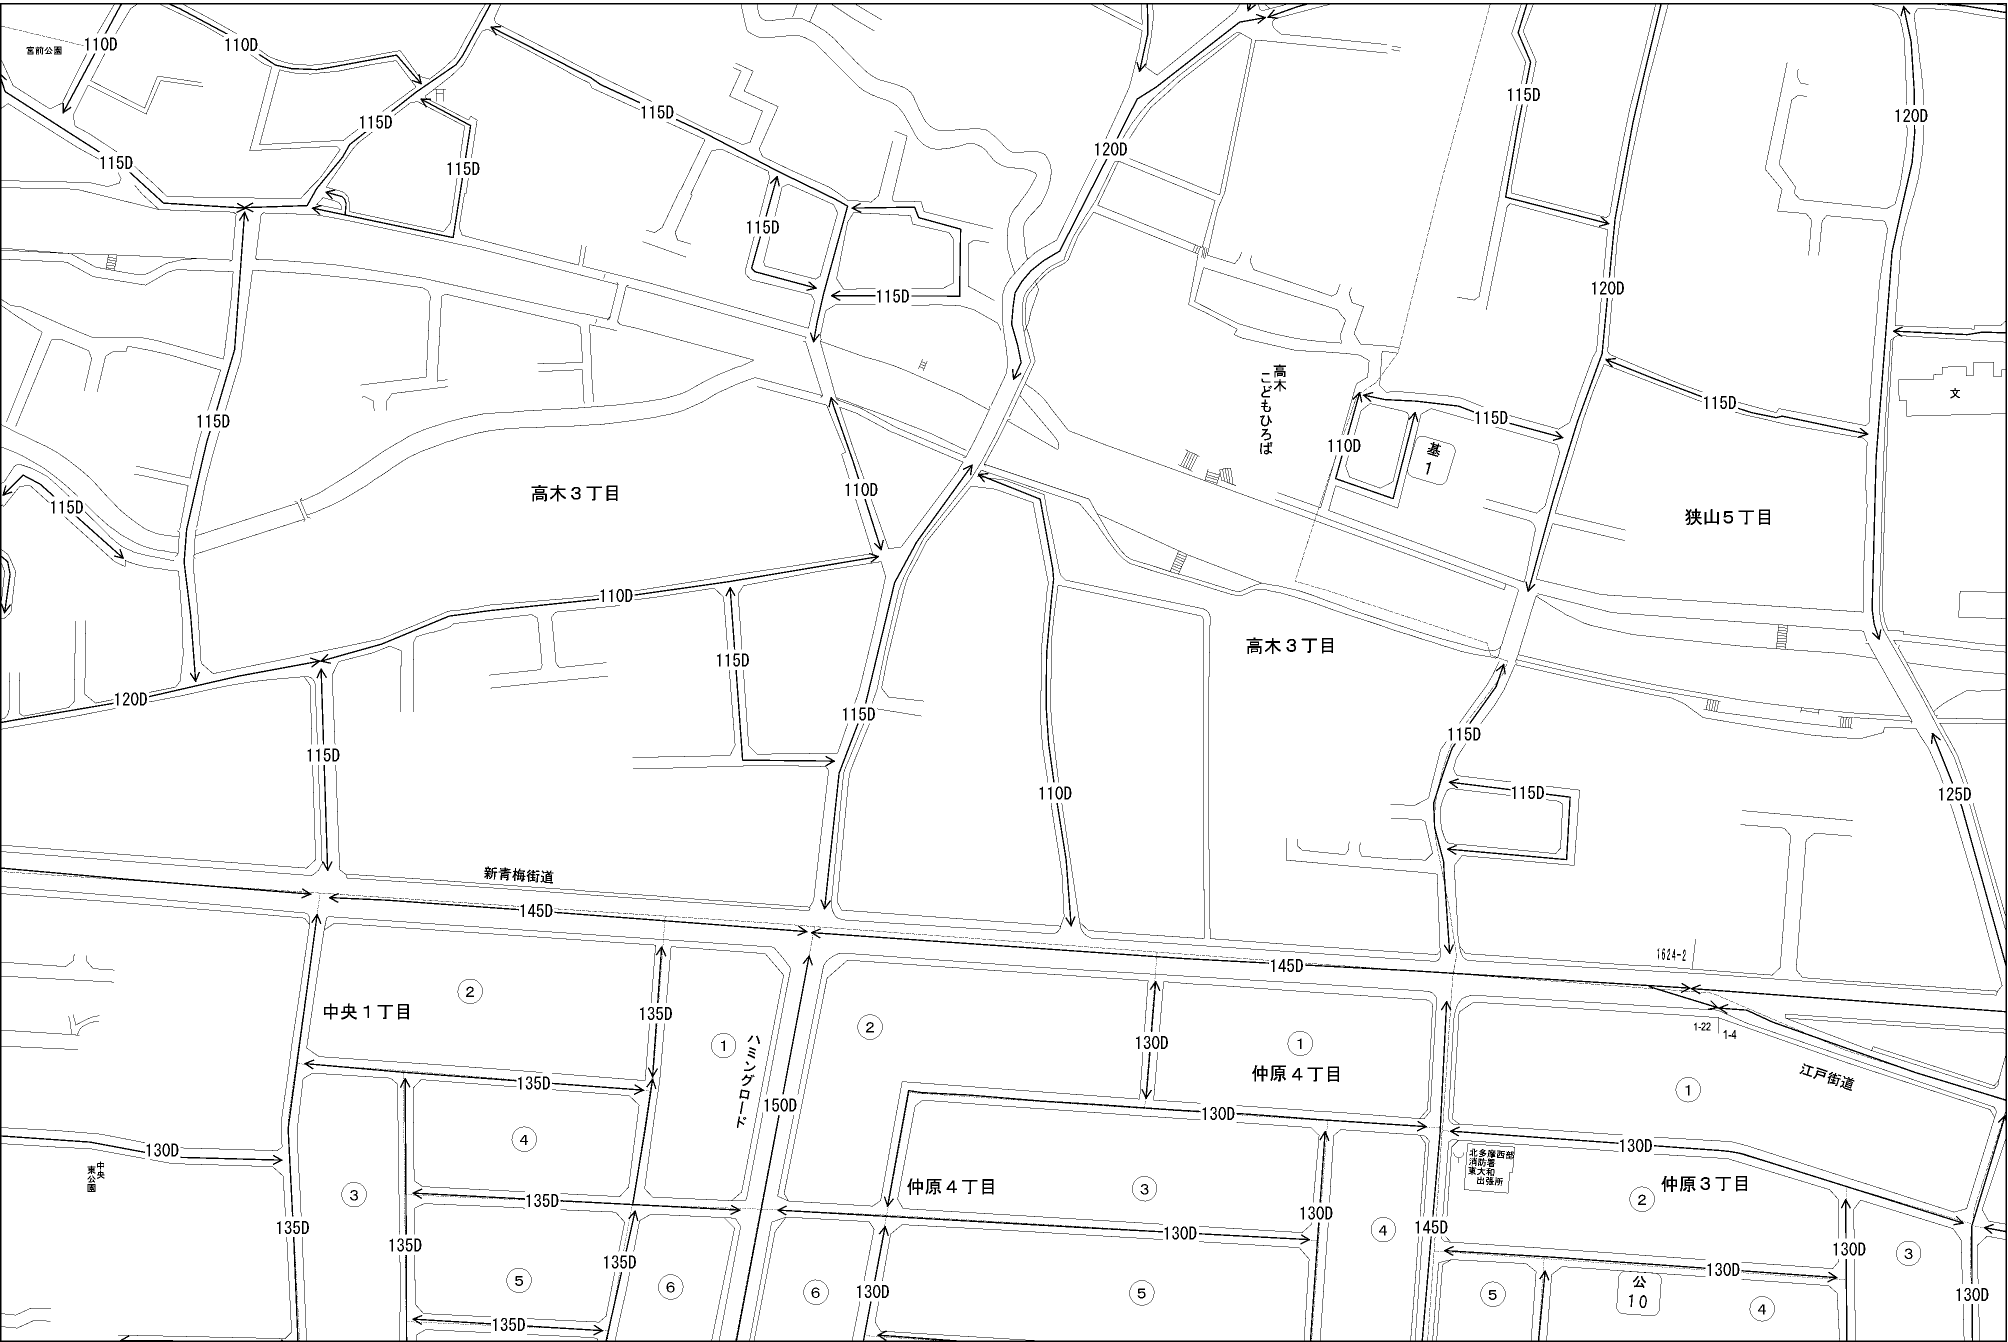 宮前公園
110D
110D
115D
115D
115D
115D
115D
115D
115D
120D
115D
120D
120D
115D
115D
高木
こどもひろば
115D
110D
基
1
115D
文
110D
高木３丁目
狭山５丁目
110D
115D
高木３丁目
120D
115D
115D
115D
115D
110D
115D
125D
新青梅街道
145D
145D
1624-2
2
中央１丁目
135D
1
ハミングロード
2
130D
1
仲原４丁目
1-22
1-4
江戸街道
1
135D
150D
130D
130D
130D
中央
東公園
4
3
135D
135D
135D
135D
5
6
135D
仲原４丁目
3
130D
130D
4
145D
北多摩西部
消防署
東大和
出張所
2
仲原３丁目
130D
3
130D
130D
6
130D
5
5
公
10
4